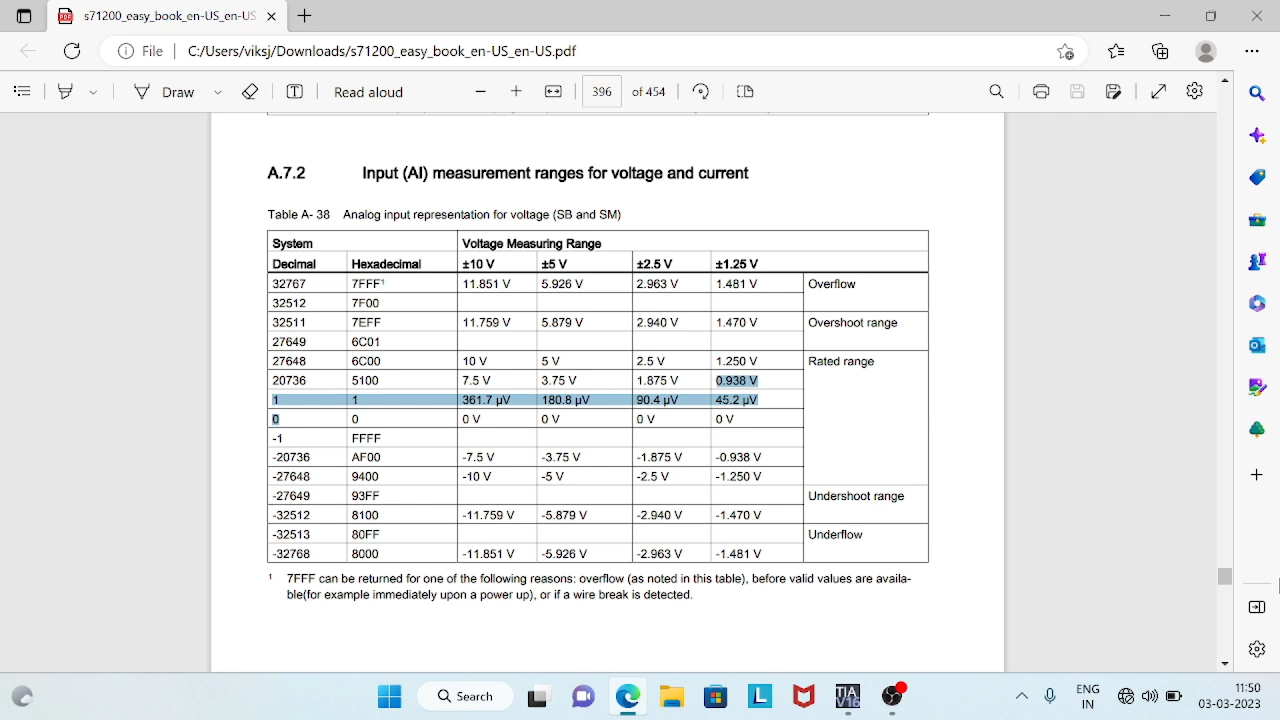 s71200_easy_book_en-US_en-US
File C:/Users/viksj/Downloads/s71200_easy_book_en-US_en-US.pdf
Draw Read aloud 396 of 454
A.7.2 Input (AI) measurement ranges for voltage and current
Table A- 38 Analog input representation for voltage (SB and SM)
System Voltage Measuring Range
Decimal Hexadecimal ±10 V ±5 V ±2.5 V ±1.25 V
32767 7FFF¹ 11.851 V 5.926 V 2.963 V 1.481 V Overflow
32512 7F00
32511 7EFF 11.759 V 5.879 V 2.940 V 1.470 V Overshoot range
27649 6C01
27648 6C00 10 V 5 V 2.5 V 1.250 V Rated range
20736 5100 7.5 V 3.75 V 1.875 V 0.938 V
1 1 361.7 µV 180.8 µV 90.4 µV 45.2 µV
0 0 0 V 0 V 0 V 0 V
-1 FFFF
-20736 AF00 -7.5 V -3.75 V -1.875 V -0.938 V
-27648 9400 -10 V -5 V -2.5 V -1.250 V
-27649 93FF Undershoot range
-32512 8100 -11.759 V -5.879 V -2.940 V -1.470 V
-32513 80FF Underflow
-32768 8000 -11.851 V -5.926 V -2.963 V -1.481 V
¹ 7FFF can be returned for one of the following reasons: overflow (as noted in this table), before valid values are availa-
ble(for example immediately upon a power up), or if a wire break is detected.
Search ENG 11:50
IN 03-03-2023